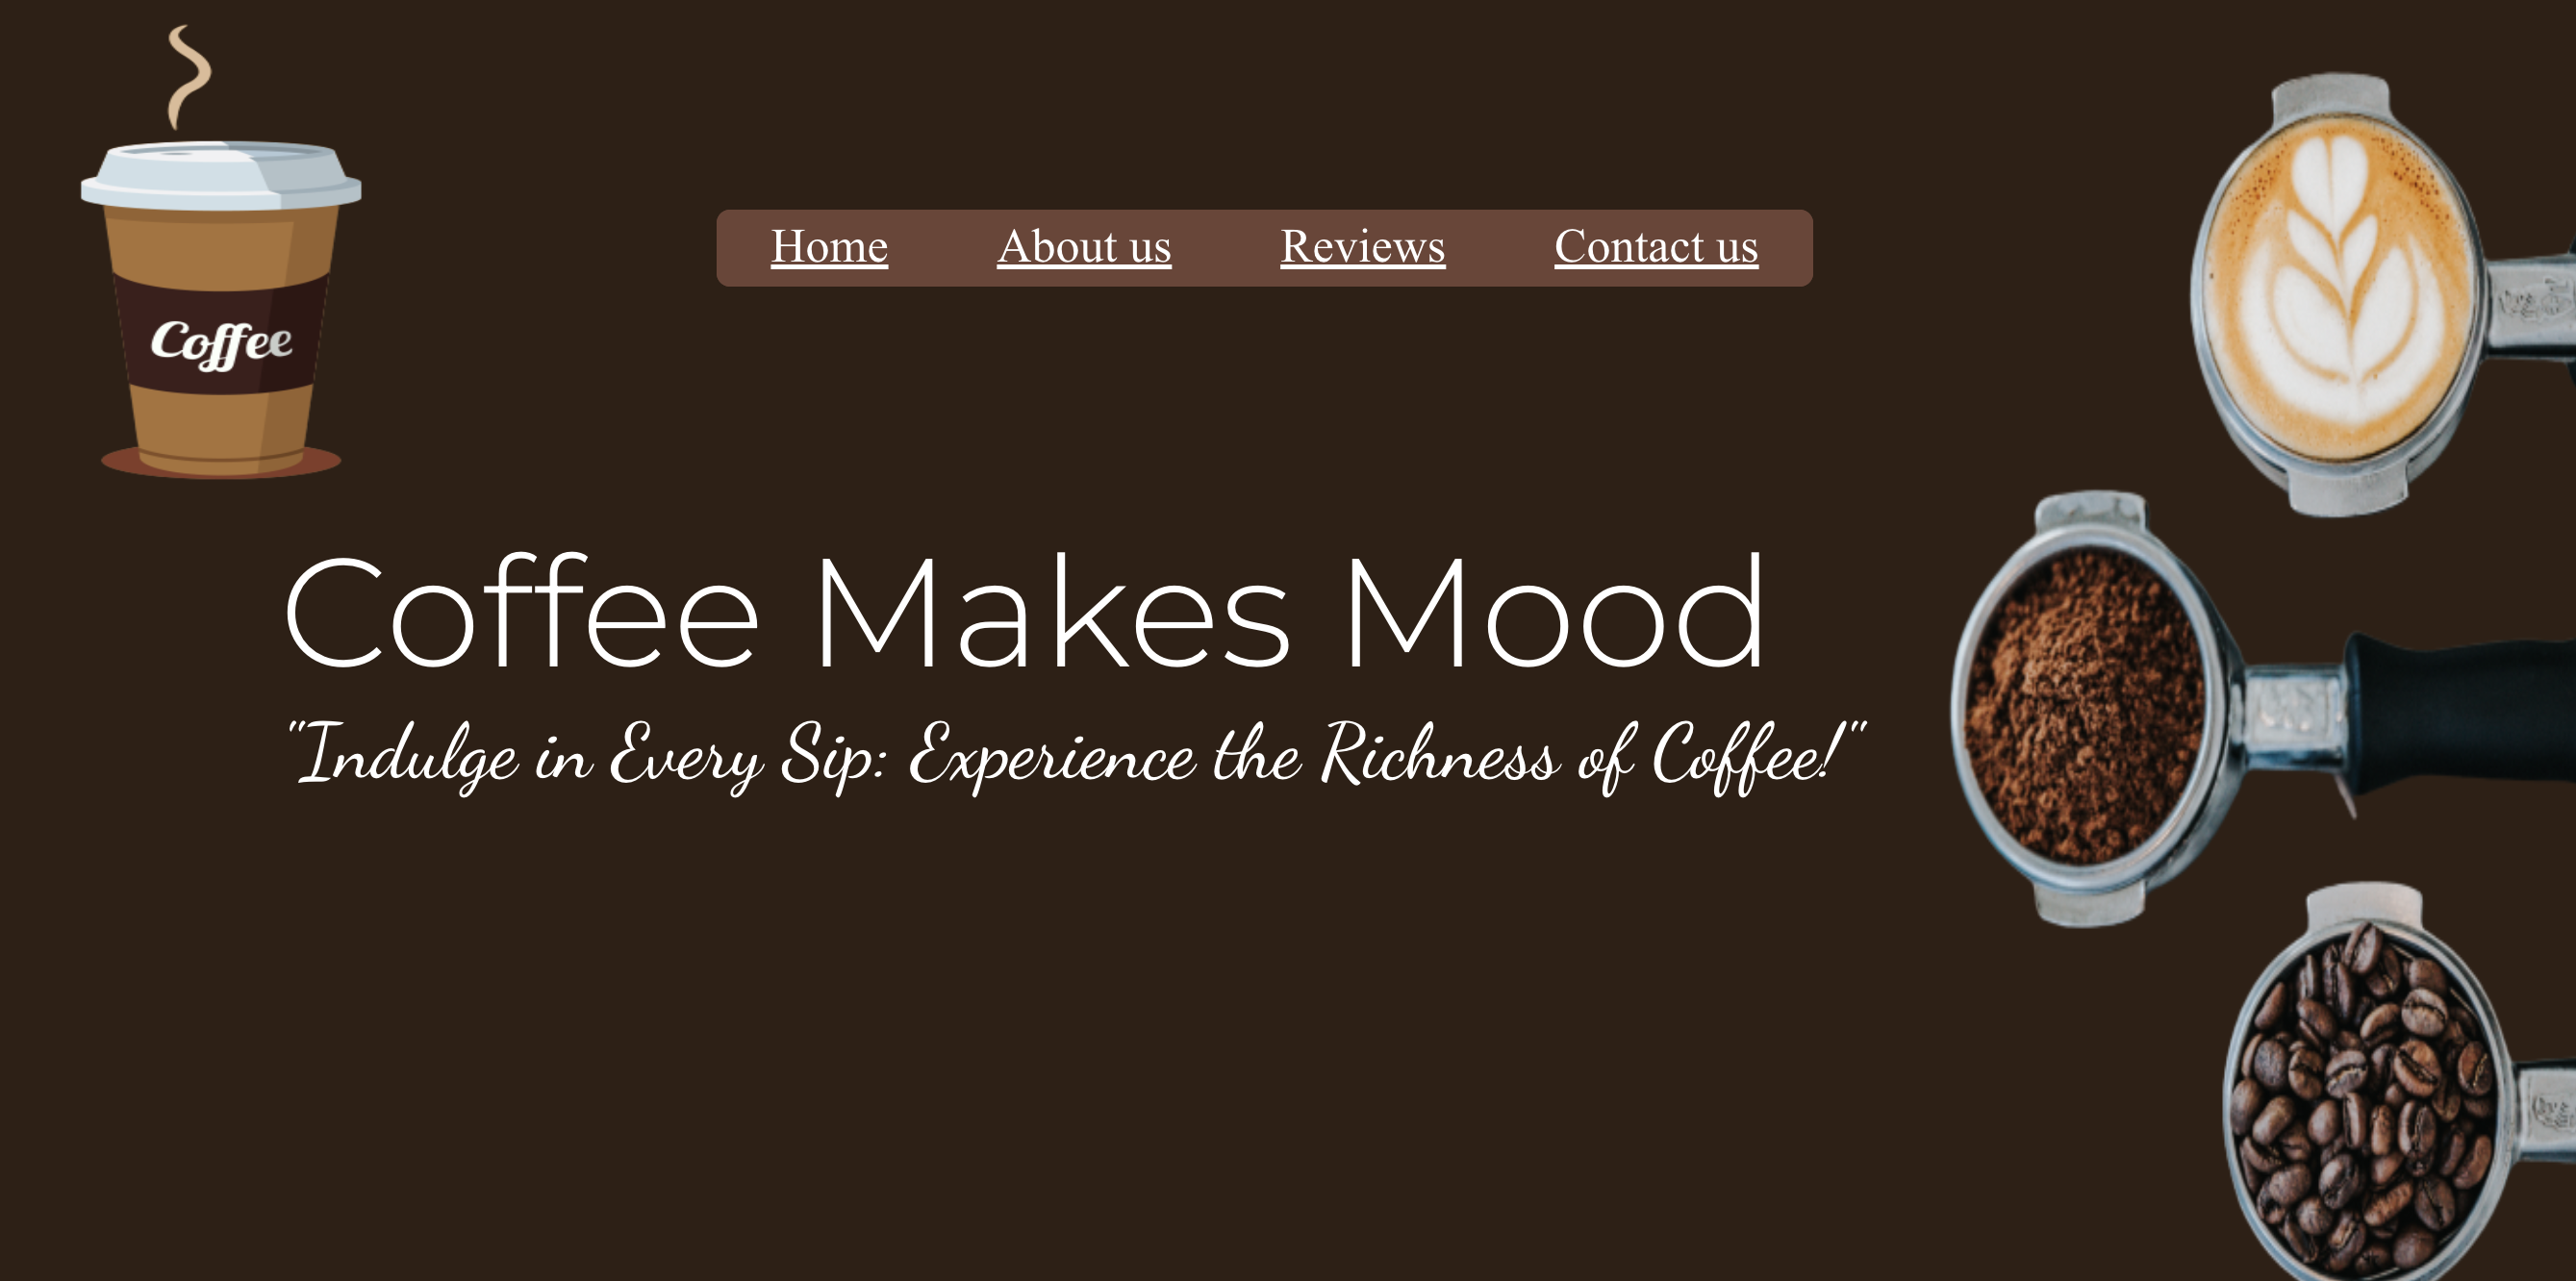 Home About us Reviews Contact us
Coffee
Coffee Makes Mood
"Indulge in Every Sip: Experience the Richness of Coffee!"